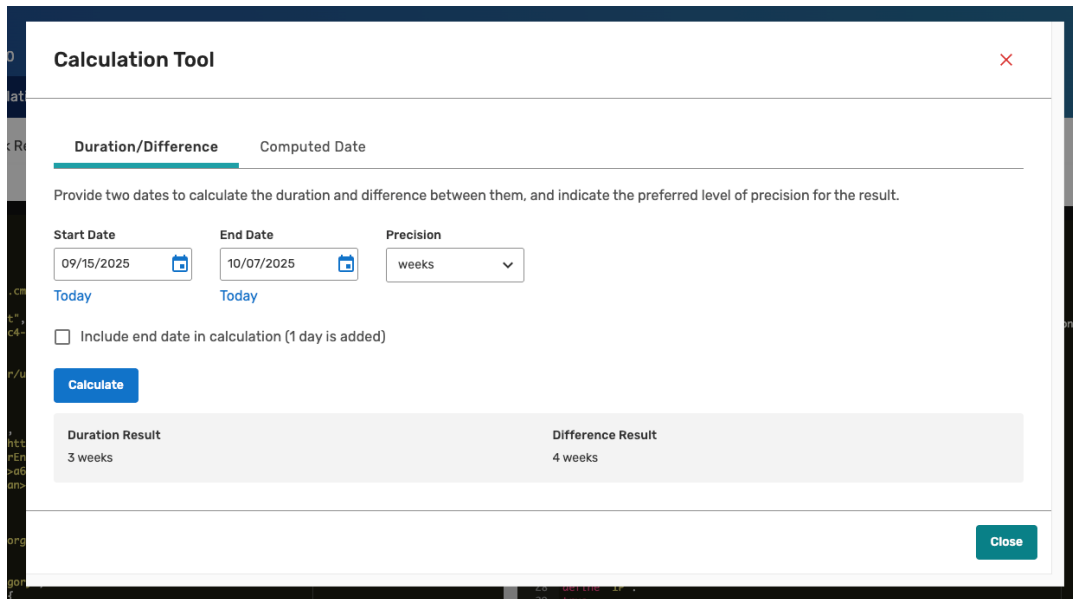 Calculation Tool
Duration/Difference Computed Date
Provide two dates to calculate the duration and difference between them, and indicate the preferred level of precision for the result.
Start Date End Date Precision
09/15/2025 10/07/2025 weeks
Today Today
Include end date in calculation (1 day is added)
Calculate
Duration Result Difference Result
3 weeks 4 weeks
Close